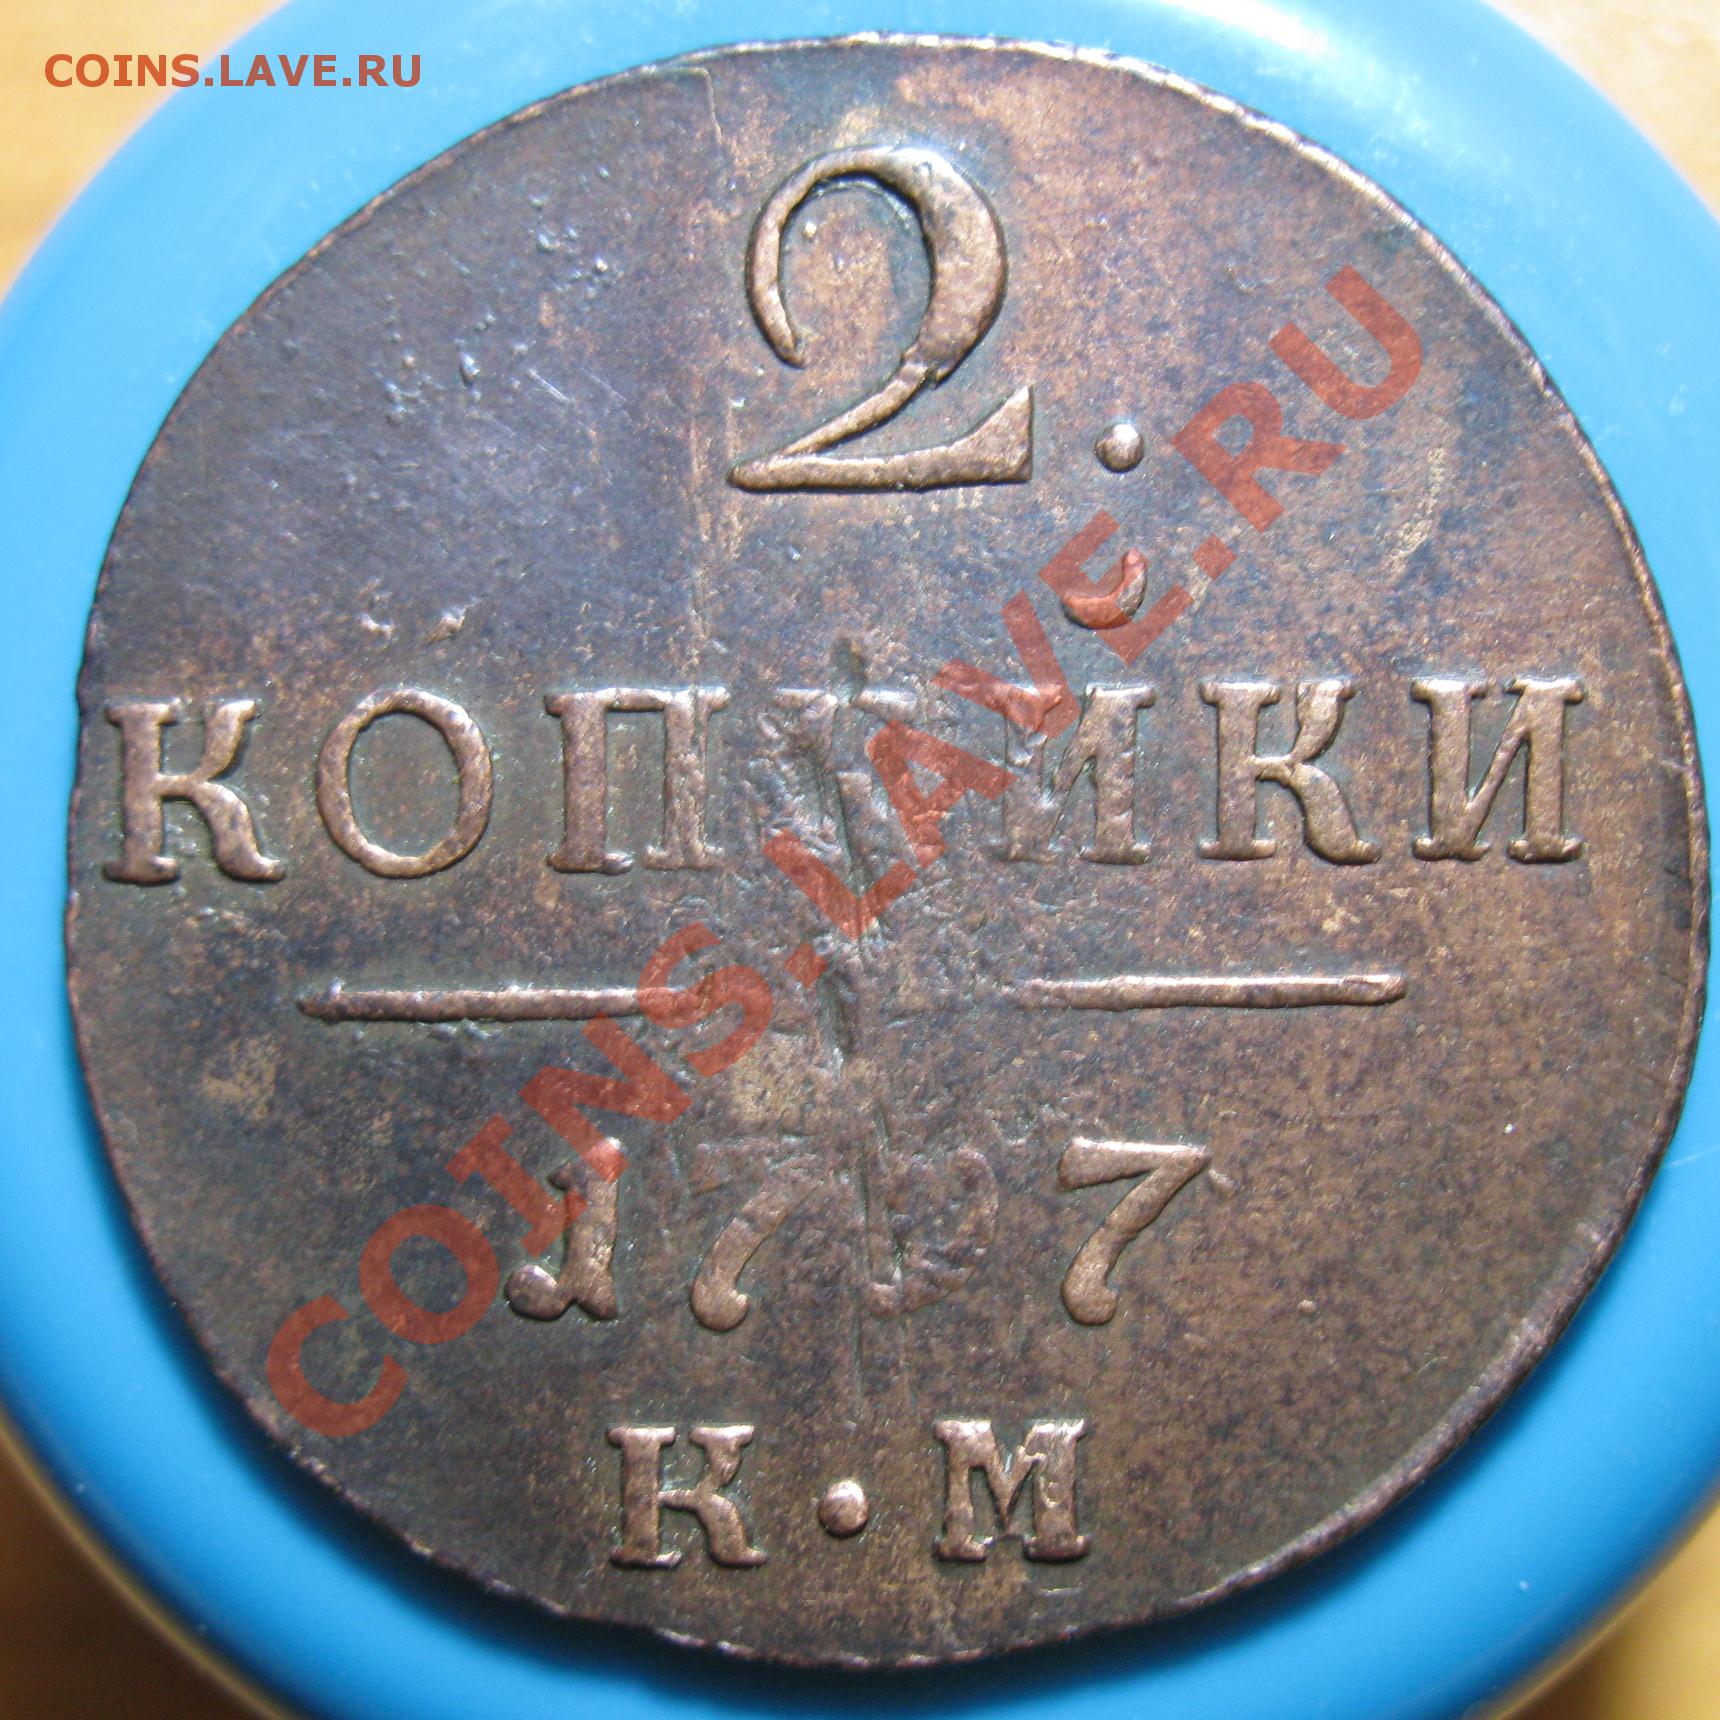 COINS.LAVE.RU
2.
КОПѢЙКИ
1797
К·М
COINS.LAVE.RU